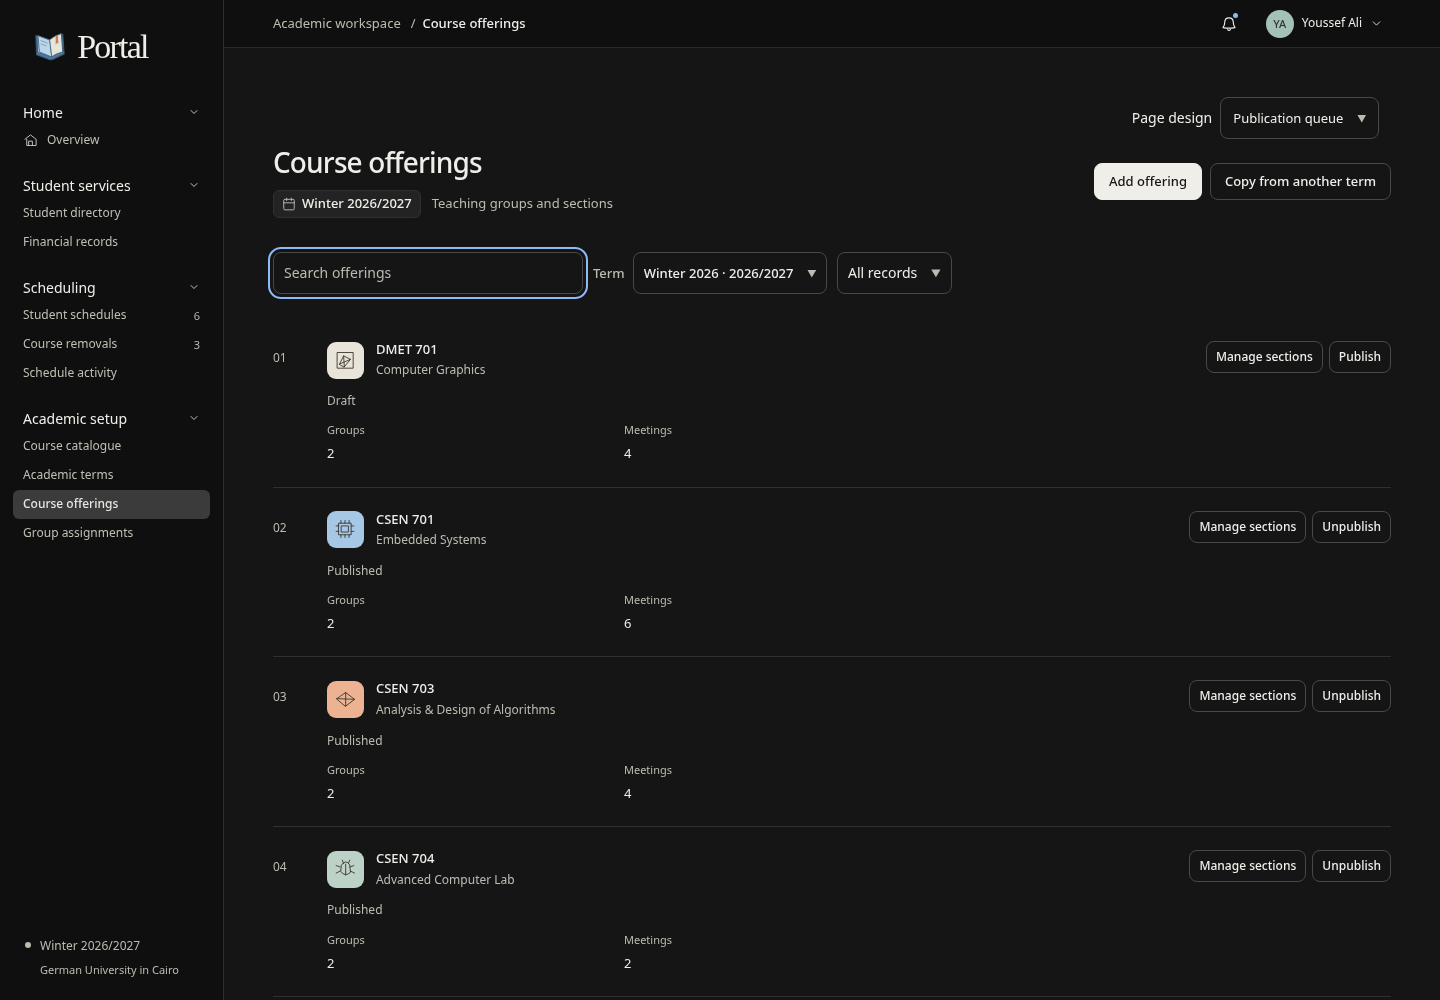 Portal
Home
Overview
Student services
Student directory
Financial records
Scheduling
Student schedules 6
Course removals 3
Schedule activity
Academic setup
Course catalogue
Academic terms
Course offerings
Group assignments
Winter 2026/2027
German University in Cairo
Academic workspace / Course offerings
YA Youssef Ali
Page design Publication queue
Course offerings
Add offering Copy from another term
Winter 2026/2027 Teaching groups and sections
Search offerings Term Winter 2026 · 2026/2027 All records
01 DMET 701 Manage sections Publish
Computer Graphics
Draft
Groups Meetings
2 4
02 CSEN 701 Manage sections Unpublish
Embedded Systems
Published
Groups Meetings
2 6
03 CSEN 703 Manage sections Unpublish
Analysis & Design of Algorithms
Published
Groups Meetings
2 4
04 CSEN 704 Manage sections Unpublish
Advanced Computer Lab
Published
Groups Meetings
2 2